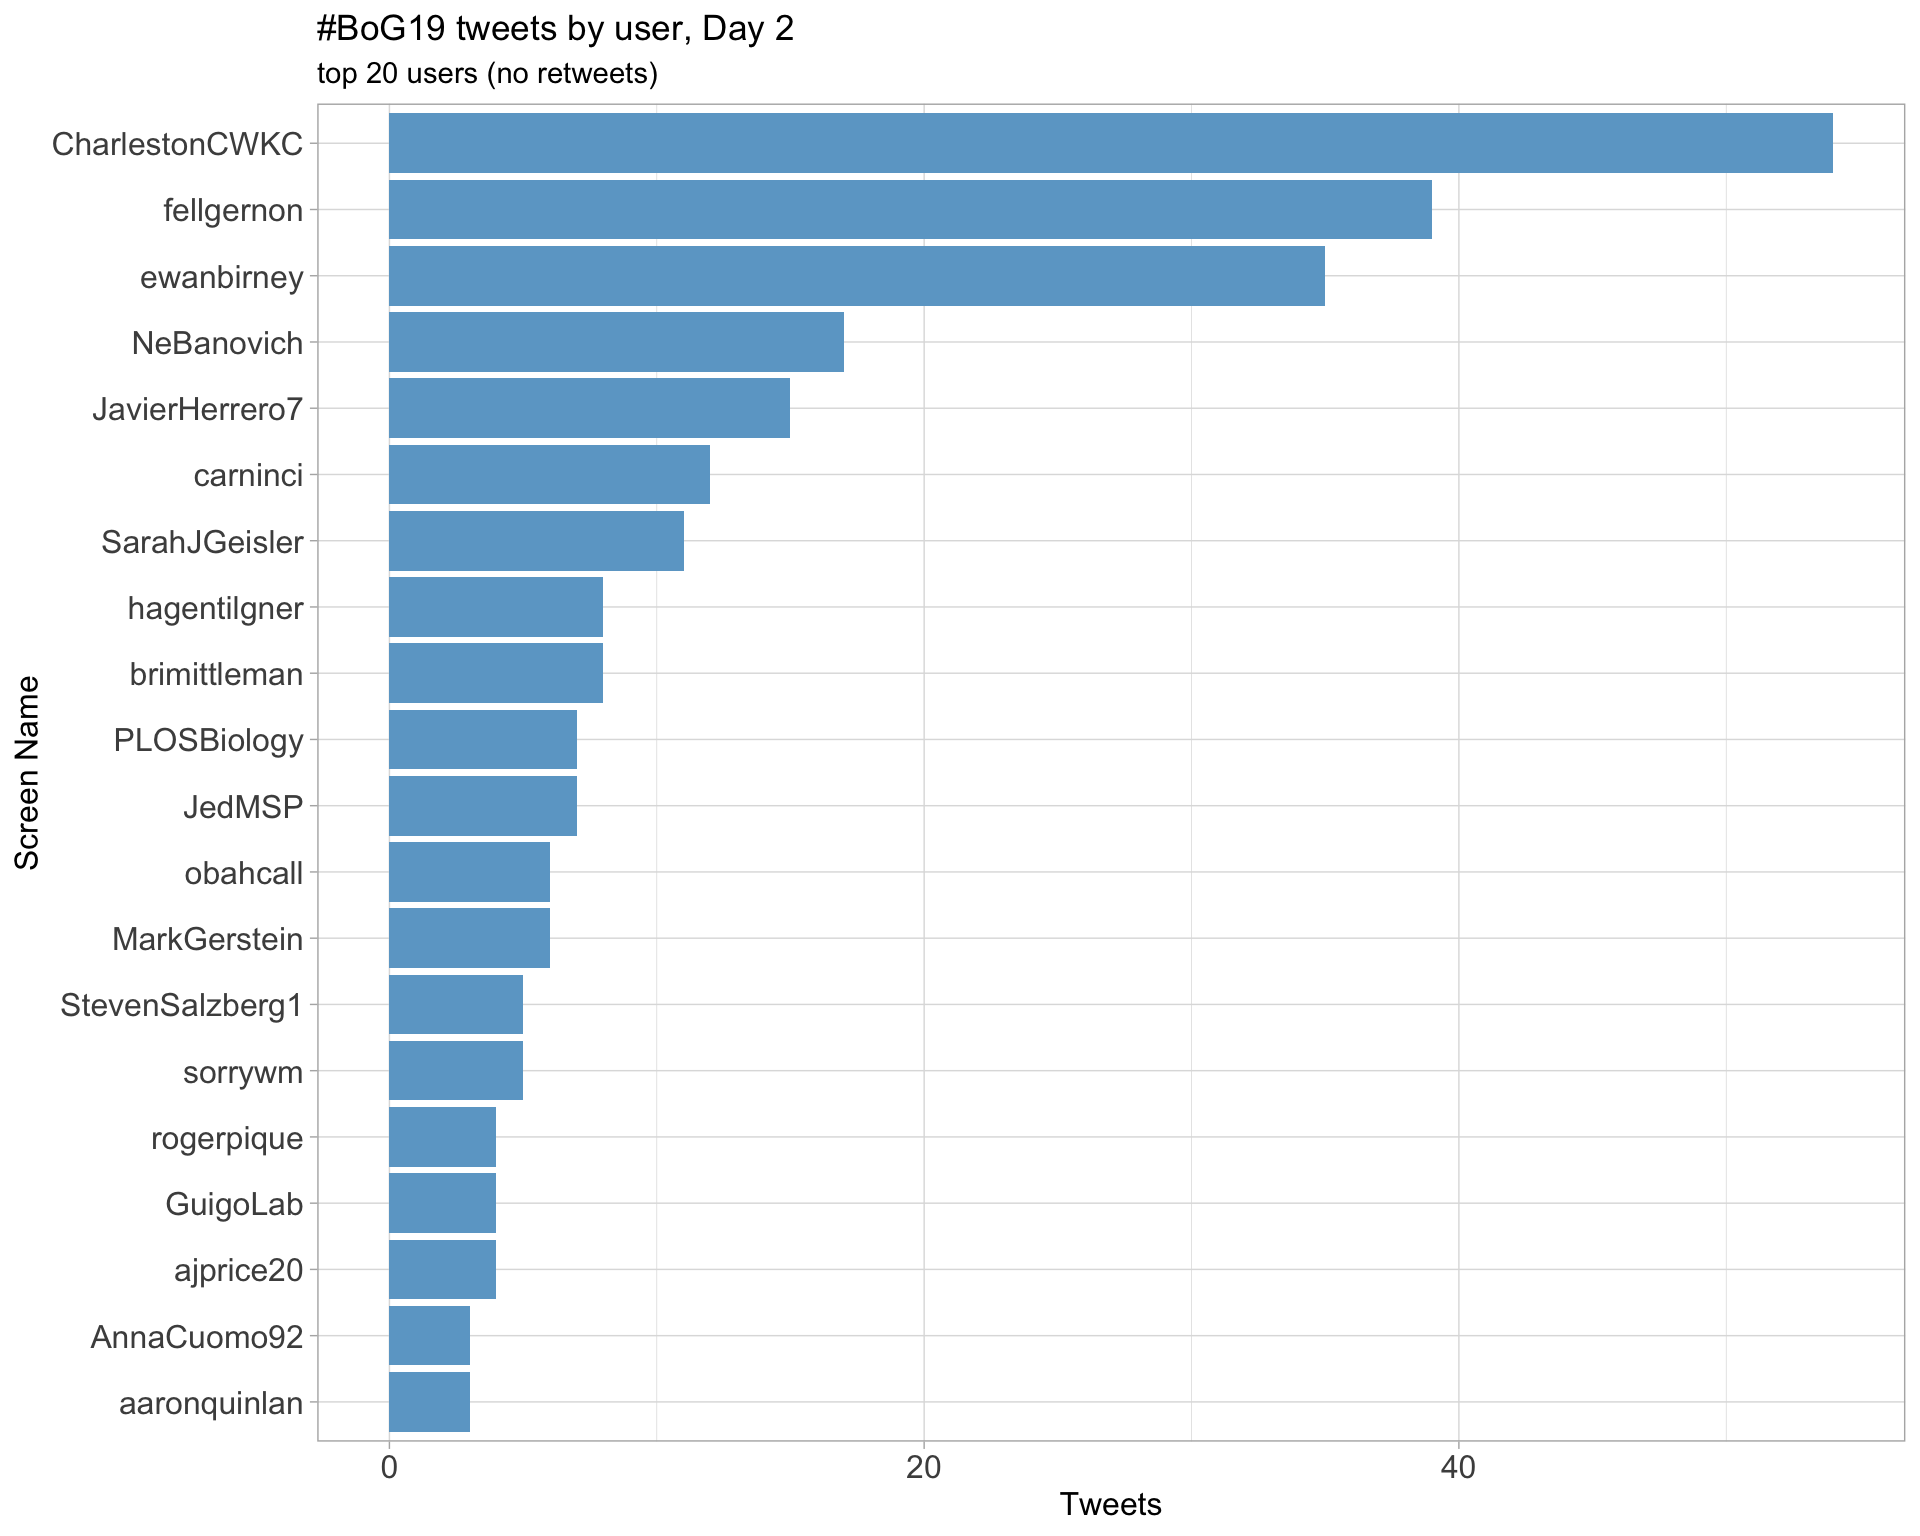 #BoG19 tweets by user, Day 2
top 20 users (no retweets)
CharlestonCWKC
fellgernon
ewanbirney
NeBanovich
JavierHerrero7
carninci
SarahJGeisler
hagentilgner
brimittleman
PLOSBiology
JedMSP
obahcall
MarkGerstein
StevenSalzberg1
sorrywm
rogerpique
GuigoLab
ajprice20
AnnaCuomo92
aaronquinlan
Screen Name
0 20 40
Tweets